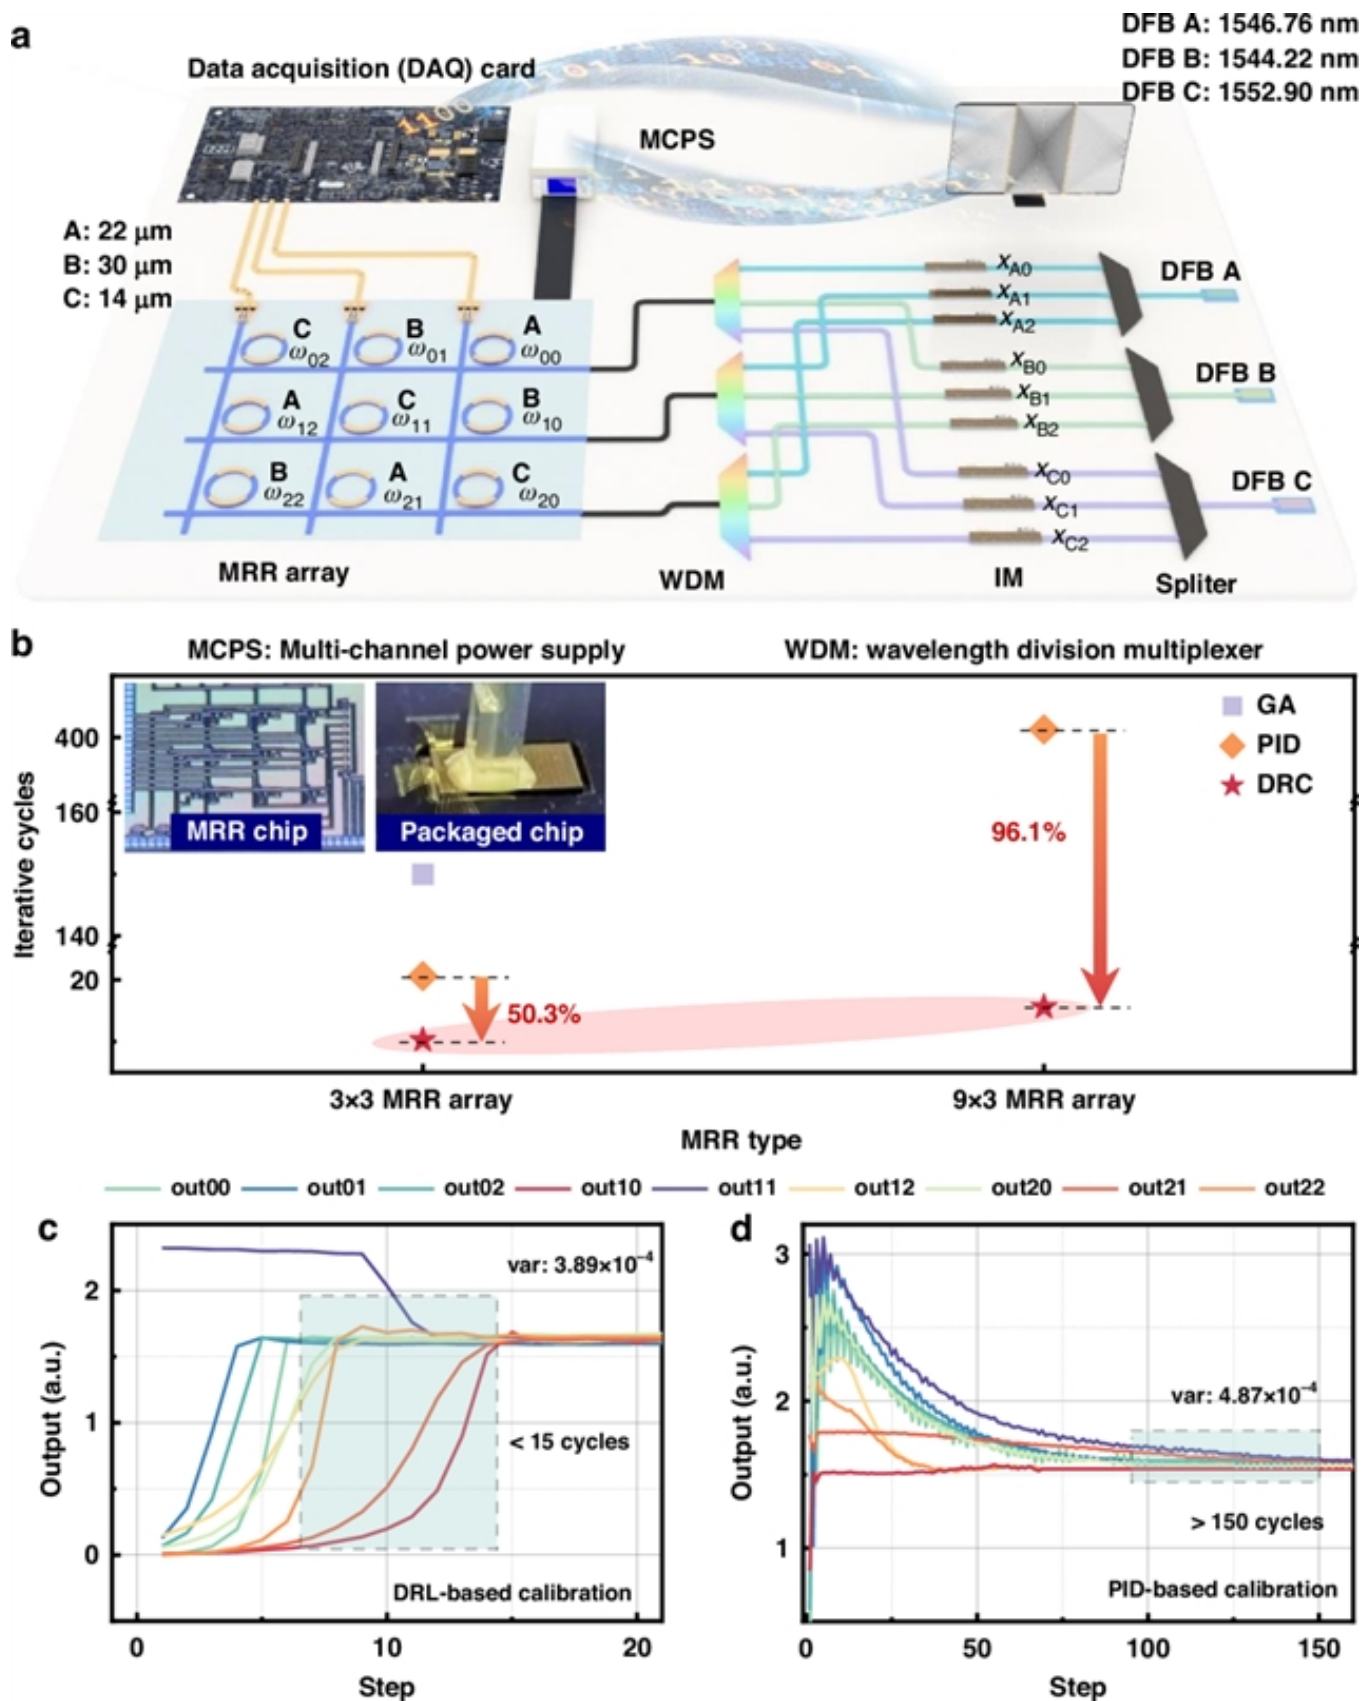 a
DFB A: 1546.76 nm
DFB B: 1544.22 nm
DFB C: 1552.90 nm
Data acquisition (DAQ) card
1100
MCPS
A: 22 μm
B: 30 μm
C: 14 μm
C ω02
B ω01
A ω00
A ω12
C ω11
B ω10
B ω22
A ω21
C ω20
xA0
xA1
xA2
xB0
xB1
xB2
xC0
xC1
xC2
DFB A
DFB B
DFB C
MRR array
WDM
IM
Spliter
b
MCPS: Multi-channel power supply
WDM: wavelength division multiplexer
Iterative cycles
400
160
140
20
MRR chip
Packaged chip
GA
PID
DRC
96.1%
50.3%
3×3 MRR array
9×3 MRR array
MRR type
out00 out01 out02 out10 out11 out12 out20 out21 out22
c
Output (a.u.)
2
1
0
var: 3.89×10⁻⁴
< 15 cycles
DRL-based calibration
0 10 20
Step
d
Output (a.u.)
3
2
1
var: 4.87×10⁻⁴
> 150 cycles
PID-based calibration
0 50 100 150
Step